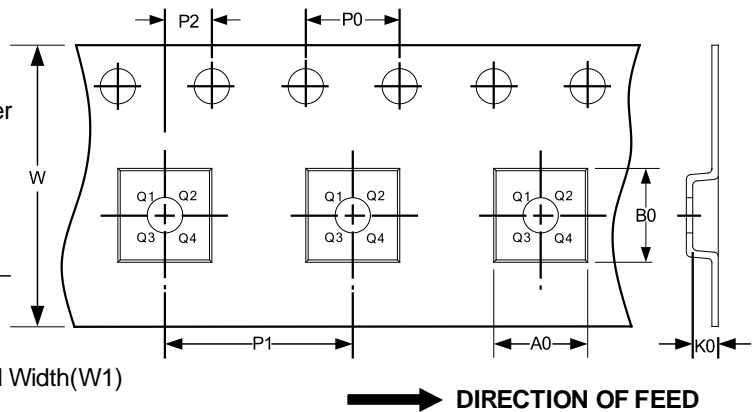 P2
P0
er
W
Q1 Q2
Q3 Q4
Q1 Q2
Q3 Q4
Q1 Q2
Q3 Q4
B0
P1
A0
K0
Width(W1)
DIRECTION OF FEED